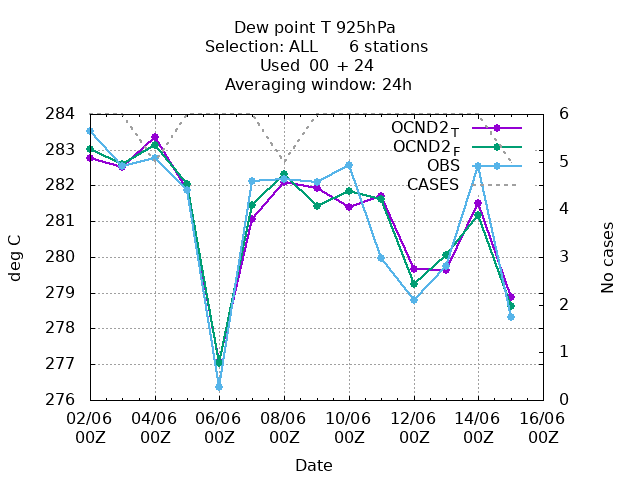 Dew point T 925hPa
Selection: ALL 6 stations
Used 00 + 24
Averaging window: 24h
284
283
282
281
280
279
278
277
276
deg C
6
5
4
3
2
1
0
No cases
OCND2T
OCND2F
OBS
CASES
02/06 04/06 06/06 08/06 10/06 12/06 14/06 16/06
00Z 00Z 00Z 00Z 00Z 00Z 00Z 00Z
Date